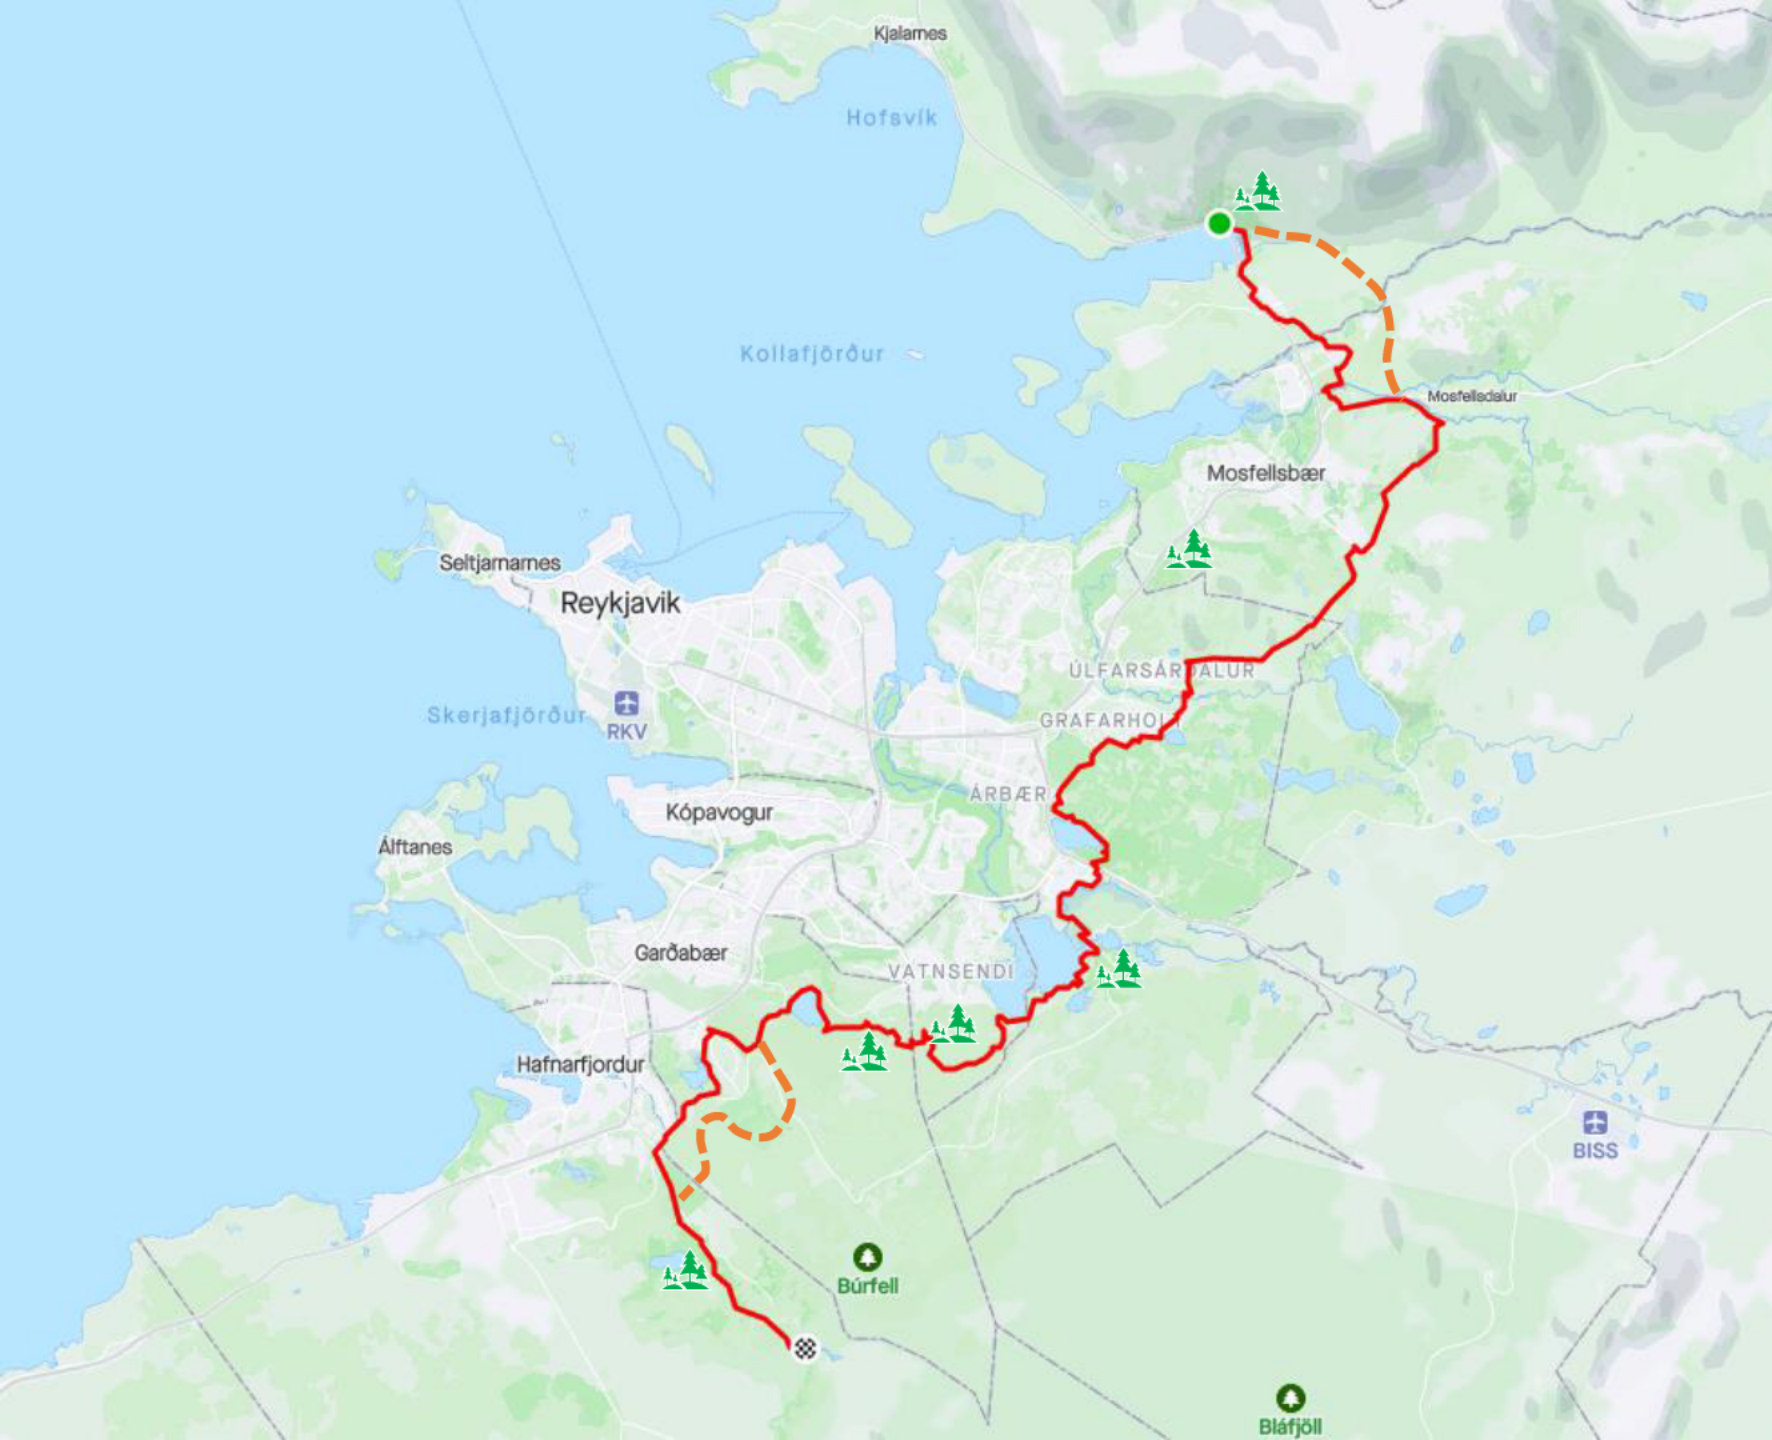 Kjalarnes
Hofsvík
Kollafjörður
Mosfellsdalur
Mosfellsbær
Seltjarnarnes
Reykjavik
ÚLFARSÁRDALUR
Skerjafjörður
RKV
GRAFARHOLT
ÁRBÆR
Kópavogur
Álftanes
Garðabær
VATNSENDI
Hafnarfjordur
BISS
Búrfell
Bláfjöll